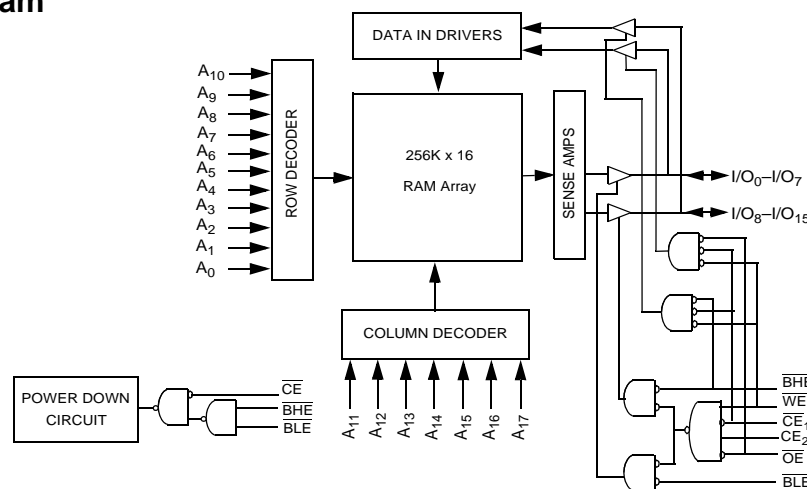 am
DATA IN DRIVERS
A10
A9
A8
A7
A6
A5
A4
A3
A2
A1
A0
ROW DECODER
256K x 16
RAM Array
SENSE AMPS
I/O0–I/O7
I/O8–I/O15
COLUMN DECODER
A11
A12
A13
A14
A15
A16
A17
POWER DOWN
CIRCUIT
CE
BHE
BLE
BHE
WE
CE1
CE2
OE
BLE